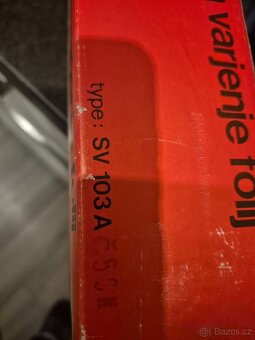 varjenje folij
type: SV 103 A
© Bazos.cz